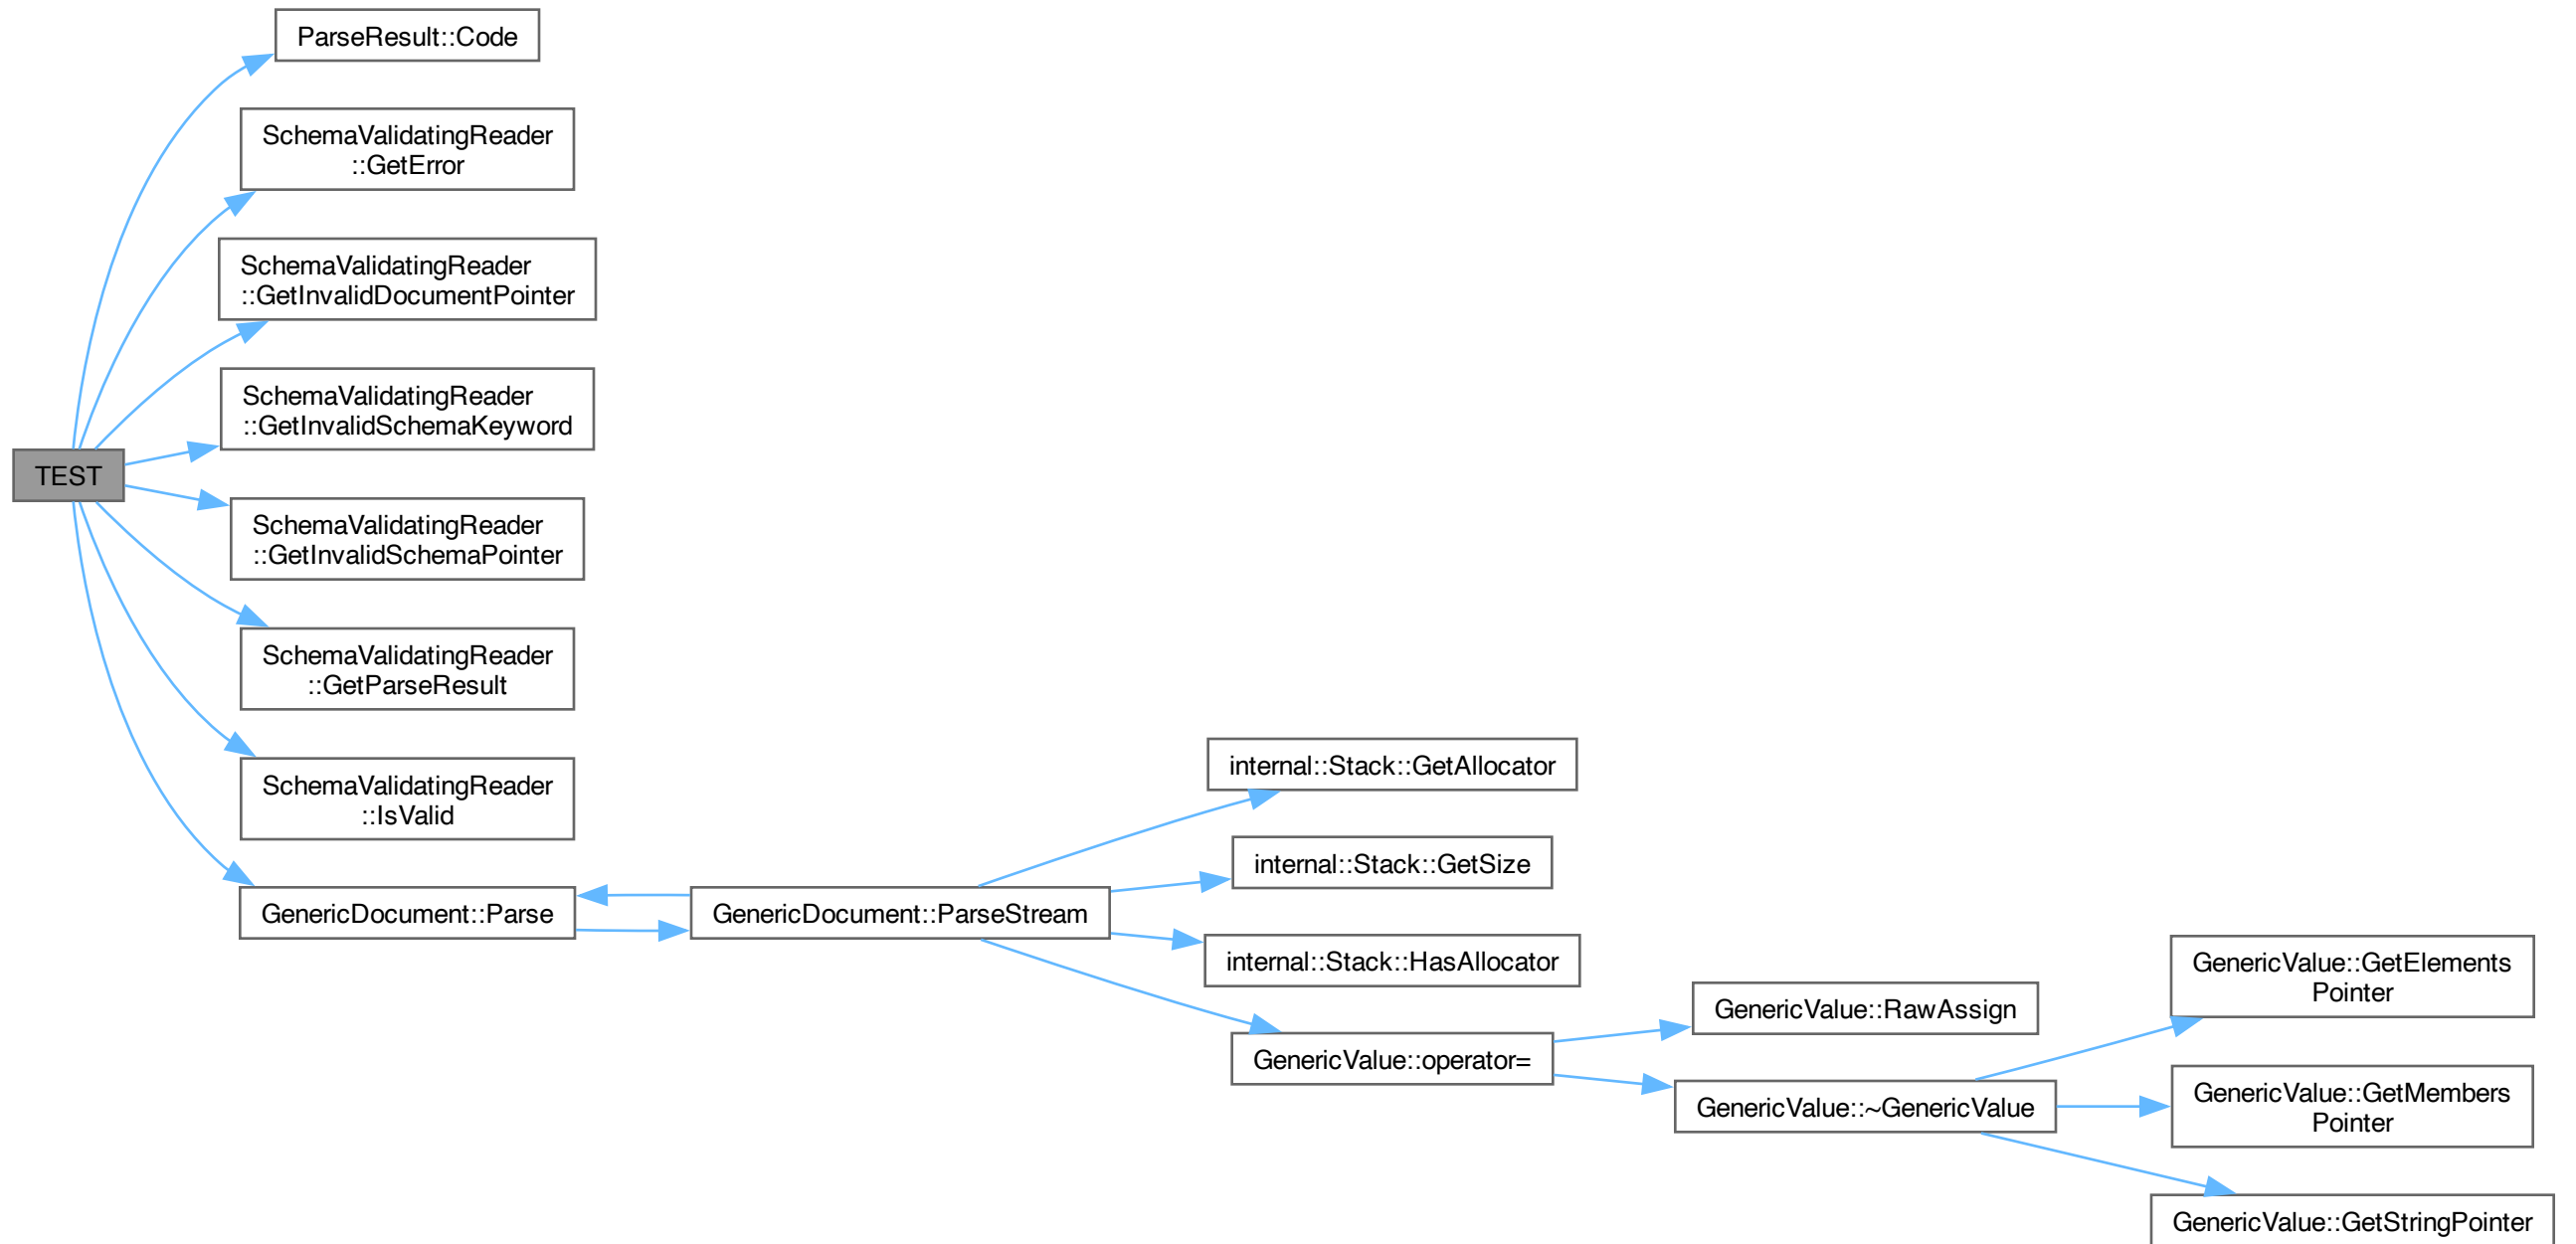 ParseResult::Code
SchemaValidatingReader
::GetError
SchemaValidatingReader
::GetInvalidDocumentPointer
SchemaValidatingReader
::GetInvalidSchemaKeyword
TEST
SchemaValidatingReader
::GetInvalidSchemaPointer
SchemaValidatingReader
::GetParseResult
SchemaValidatingReader
::IsValid
GenericDocument::Parse
GenericDocument::ParseStream
internal::Stack::GetAllocator
internal::Stack::GetSize
internal::Stack::HasAllocator
GenericValue::operator=
GenericValue::RawAssign
GenericValue::~GenericValue
GenericValue::GetElements
Pointer
GenericValue::GetMembers
Pointer
GenericValue::GetStringPointer